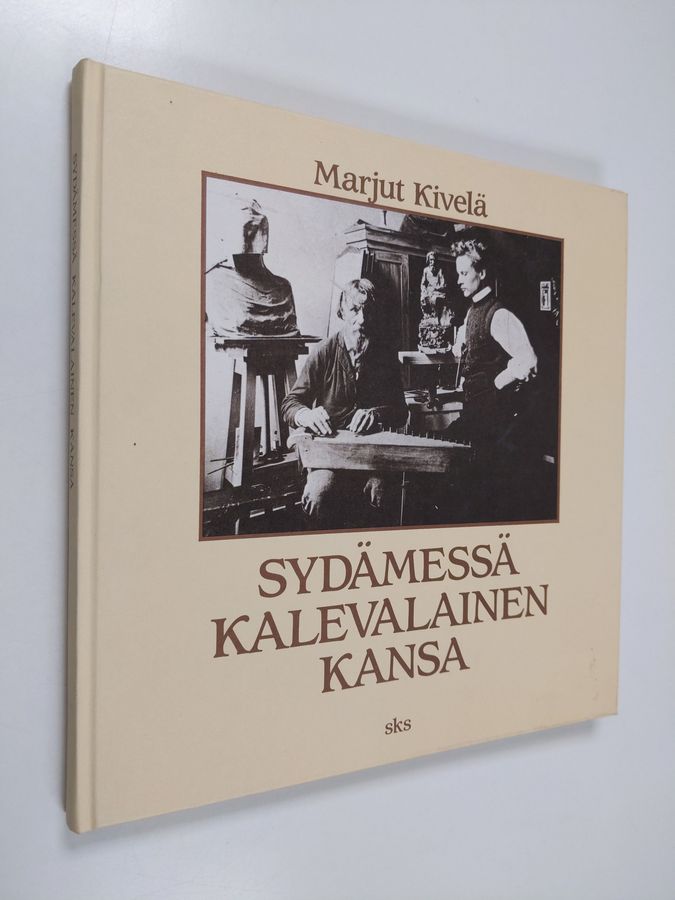 Marjut Kivelä
SYDÄMESSÄ
KALEVALAINEN
KANSA
sks
SYDÄMESSÄ KALEVALAINEN KANSA